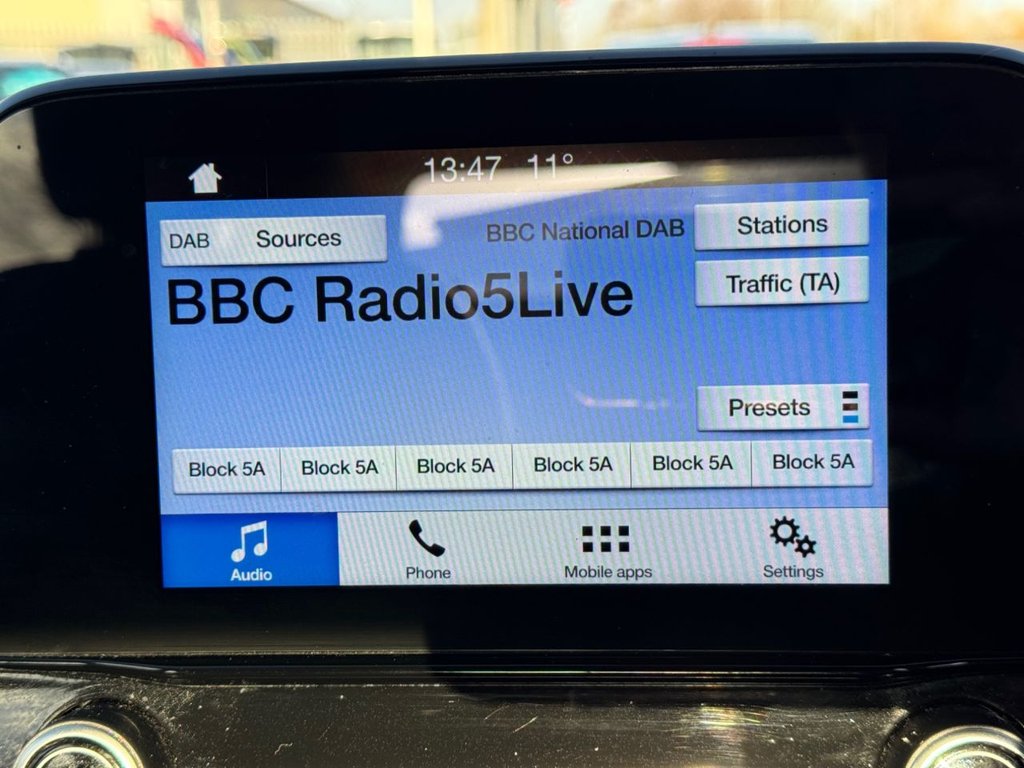 13:47 11°
DAB Sources
BBC National DAB
Stations
BBC Radio5Live
Traffic (TA)
Presets
Block 5A Block 5A Block 5A Block 5A Block 5A Block 5A
Audio Phone Mobile apps Settings